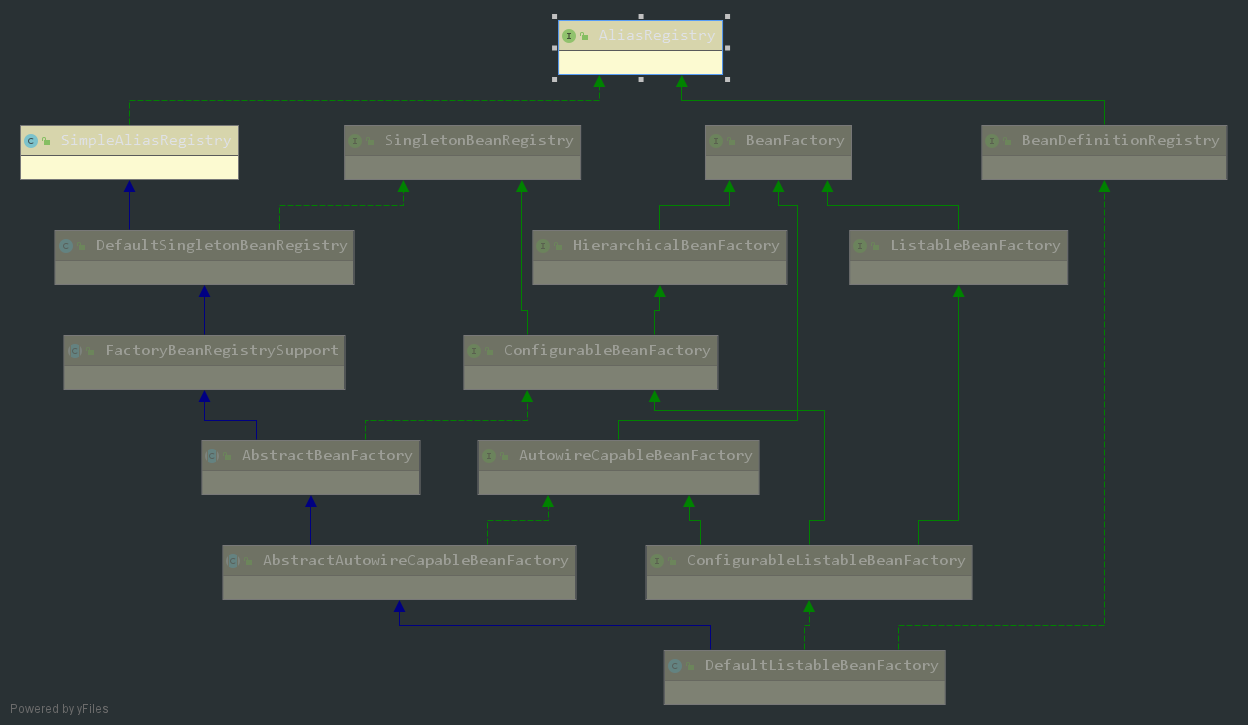 AliasRegistry
SimpleAliasRegistry
SingletonBeanRegistry
BeanFactory
BeanDefinitionRegistry
DefaultSingletonBeanRegistry
HierarchicalBeanFactory
ListableBeanFactory
FactoryBeanRegistrySupport
ConfigurableBeanFactory
AbstractBeanFactory
AutowireCapableBeanFactory
AbstractAutowireCapableBeanFactory
ConfigurableListableBeanFactory
DefaultListableBeanFactory
Powered by yFiles